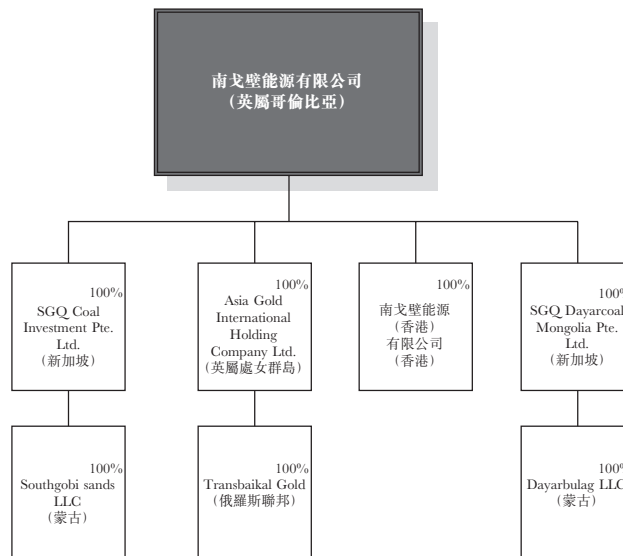 南戈壁能源有限公司
(英屬哥倫比亞)
100%
SGQ Coal
Investment Pte.
Ltd.
(新加坡)
100%
Asia Gold
International
Holding
Company Ltd.
(英屬處女群島)
100%
南戈壁能源
(香港)
有限公司
(香港)
100%
SGQ Dayarcoal
Mongolia Pte.
Ltd.
(新加坡)
100%
Southgobi sands
LLC
(蒙古)
100%
Transbaikal Gold
(俄羅斯聯邦)
100%
Dayarbulag LLC
(蒙古)